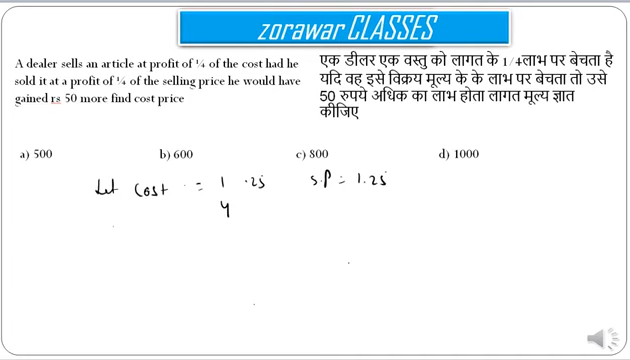 zorawar CLASSES
A dealer sells an article at profit of ¼ of the cost had he
sold it at a profit of ¼ of the selling price he would have
gained rs 50 more find cost price
एक डीलर एक वस्तु को लागत के 1/4लाभ पर बेचता है
यदि वह इसे विक्रय मूल्य के के लाभ पर बेचता तो उसे
50 रुपये अधिक का लाभ होता लागत मूल्य ज्ञात
कीजिए
a) 500 b) 600 c) 800 d) 1000
Let Cost = 1 .25 S.P = 1.25
4